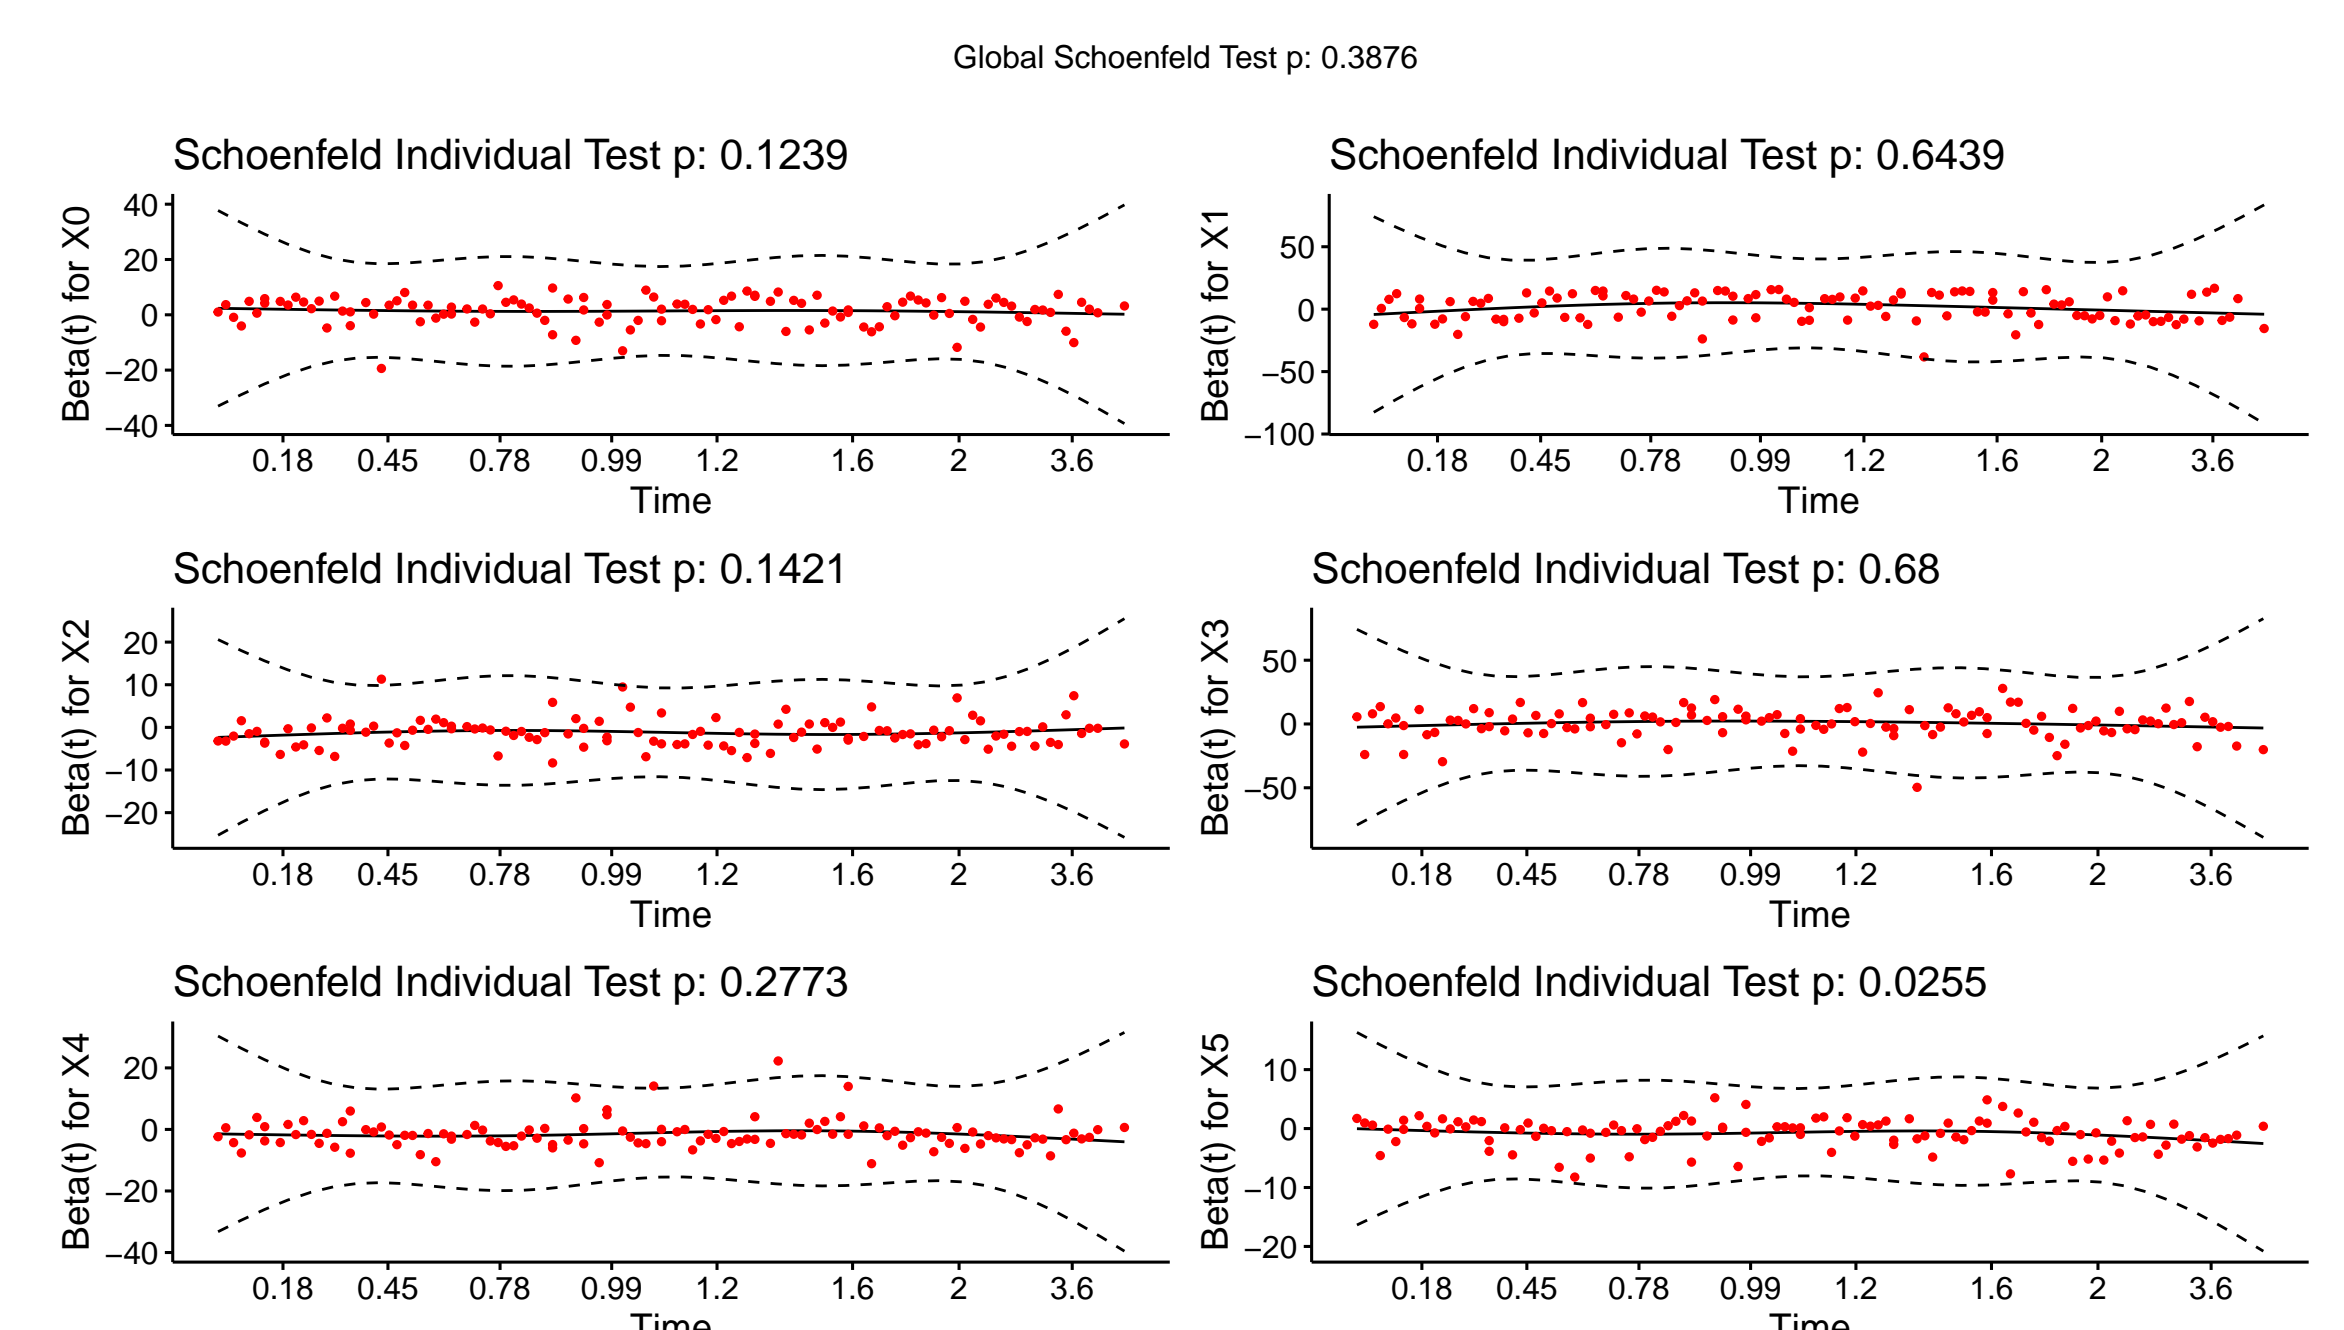 Global Schoenfeld Test p: 0.3876
Schoenfeld Individual Test p: 0.1239
Beta(t) for X0
40
20
0
−20
−40
0.18 0.45 0.78 0.99 1.2 1.6 2 3.6
Time
Schoenfeld Individual Test p: 0.6439
Beta(t) for X1
50
0
−50
−100
0.18 0.45 0.78 0.99 1.2 1.6 2 3.6
Time
Schoenfeld Individual Test p: 0.1421
Beta(t) for X2
20
10
0
−10
−20
0.18 0.45 0.78 0.99 1.2 1.6 2 3.6
Time
Schoenfeld Individual Test p: 0.68
Beta(t) for X3
50
0
−50
0.18 0.45 0.78 0.99 1.2 1.6 2 3.6
Time
Schoenfeld Individual Test p: 0.2773
Beta(t) for X4
20
0
−20
−40
0.18 0.45 0.78 0.99 1.2 1.6 2 3.6
Time
Schoenfeld Individual Test p: 0.0255
Beta(t) for X5
10
0
−10
−20
0.18 0.45 0.78 0.99 1.2 1.6 2 3.6
Time